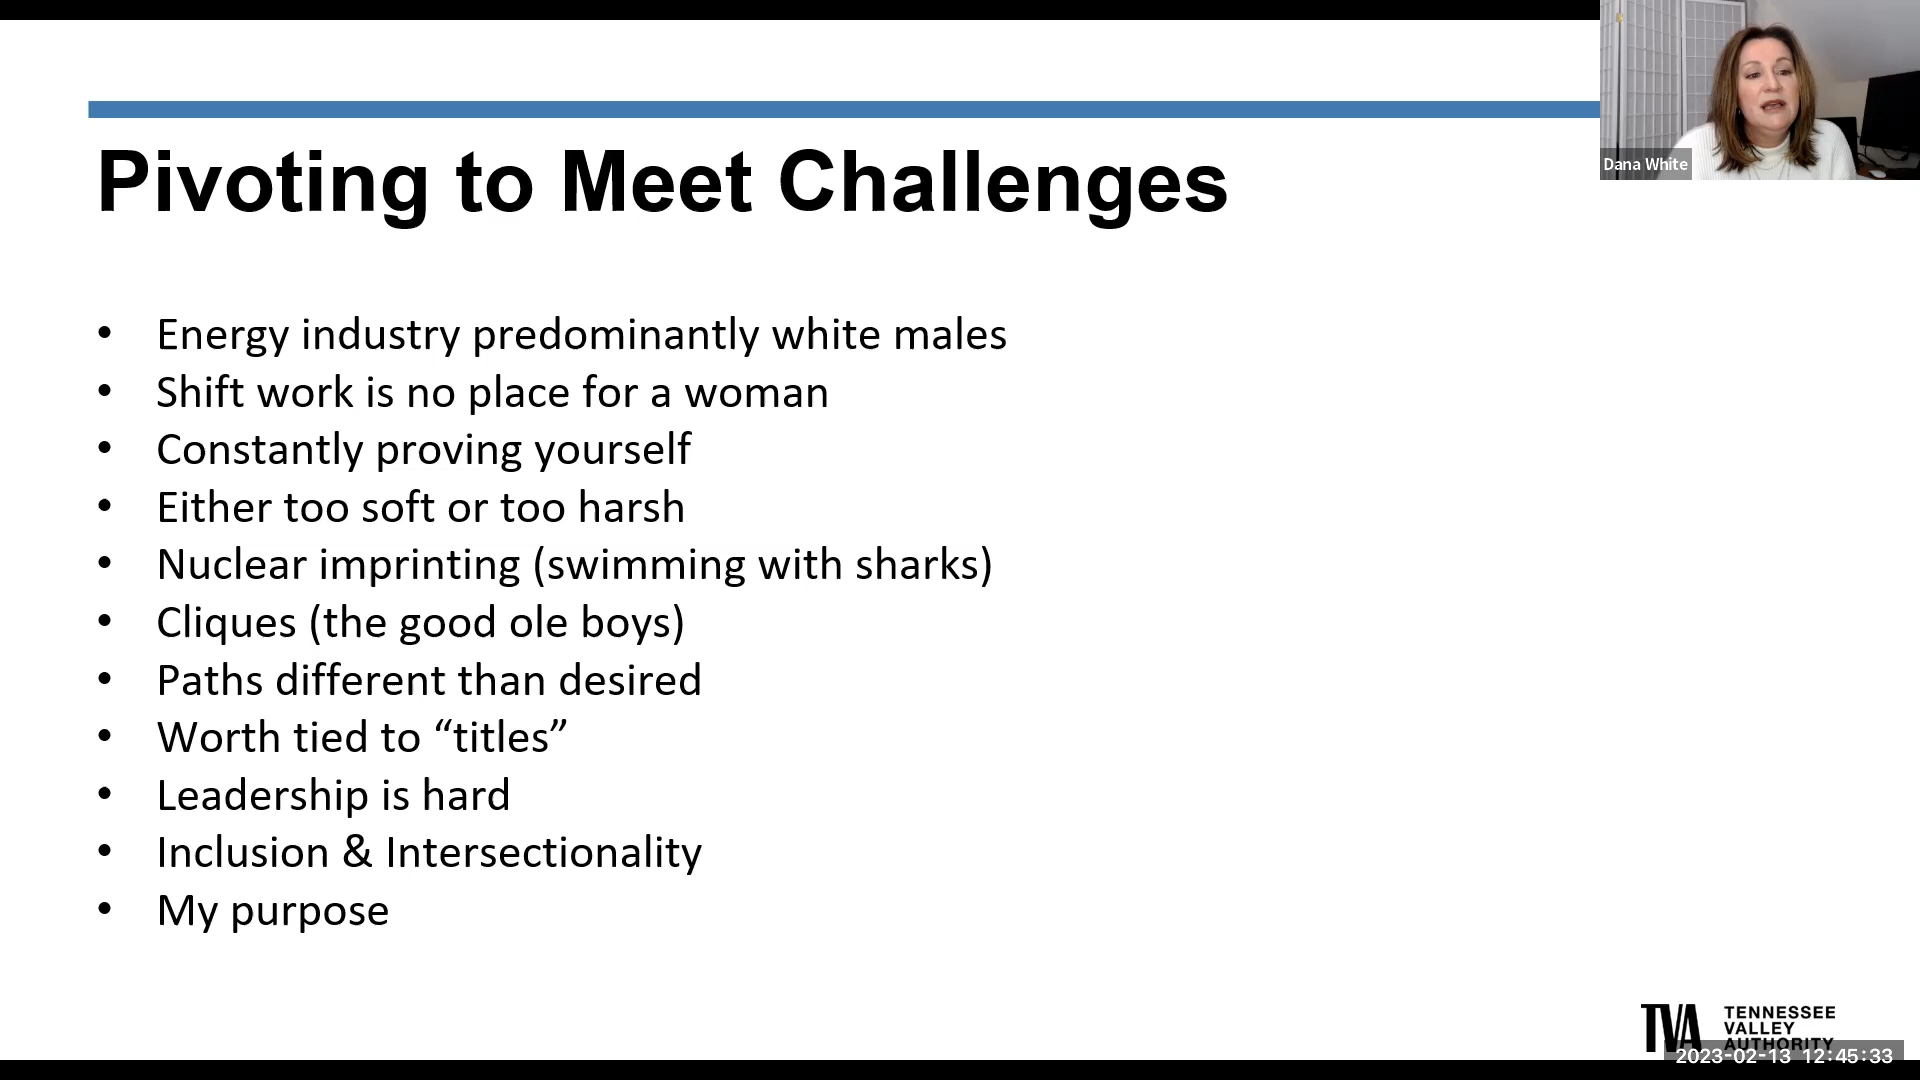 Pivoting to Meet Challenges
Dana White
• Energy industry predominantly white males
• Shift work is no place for a woman
• Constantly proving yourself
• Either too soft or too harsh
• Nuclear imprinting (swimming with sharks)
• Cliques (the good ole boys)
• Paths different than desired
• Worth tied to “titles”
• Leadership is hard
• Inclusion & Intersectionality
• My purpose
TVA
TENNESSEE
VALLEY
AUTHORITY
2023-02-13 12:45:33